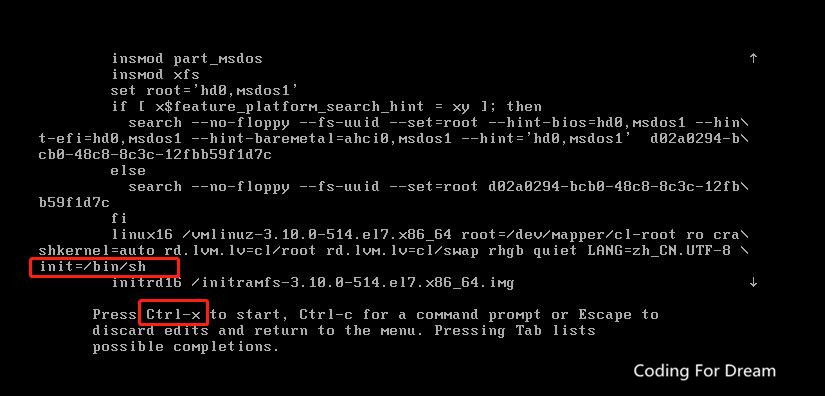 insmod part_msdos
insmod xfs
set root='hd0,msdos1'
if [ x$feature_platform_search_hint = xy ]; then
search --no-floppy --fs-uuid --set=root --hint-bios=hd0,msdos1 --hin\
t-efi=hd0,msdos1 --hint-baremetal=ahci0,msdos1 --hint='hd0,msdos1'  d02a0294-b\
cb0-48c8-8c3c-12fbb59f1d7c
else
search --no-floppy --fs-uuid --set=root d02a0294-bcb0-48c8-8c3c-12fb\
b59f1d7c
fi
linux16 /vmlinuz-3.10.0-514.el7.x86_64 root=/dev/mapper/cl-root ro cra\
shkernel=auto rd.lvm.lv=cl/root rd.lvm.lv=cl/swap rhgb quiet LANG=zh_CN.UTF-8 \
init=/bin/sh
initrd16 /initramfs-3.10.0-514.el7.x86_64.img
Press Ctrl-x to start, Ctrl-c for a command prompt or Escape to
discard edits and return to the menu. Pressing Tab lists
possible completions.
Coding For Dream